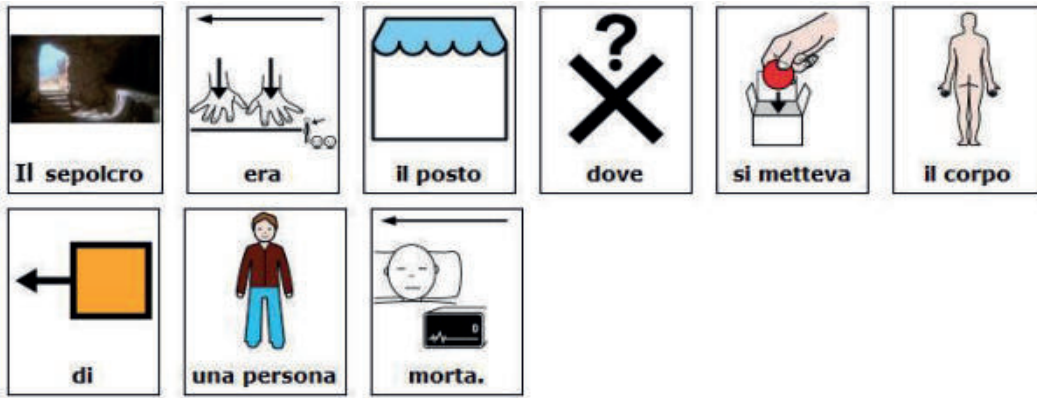 Il sepolcro era il posto dove si metteva il corpo
di una persona morta.